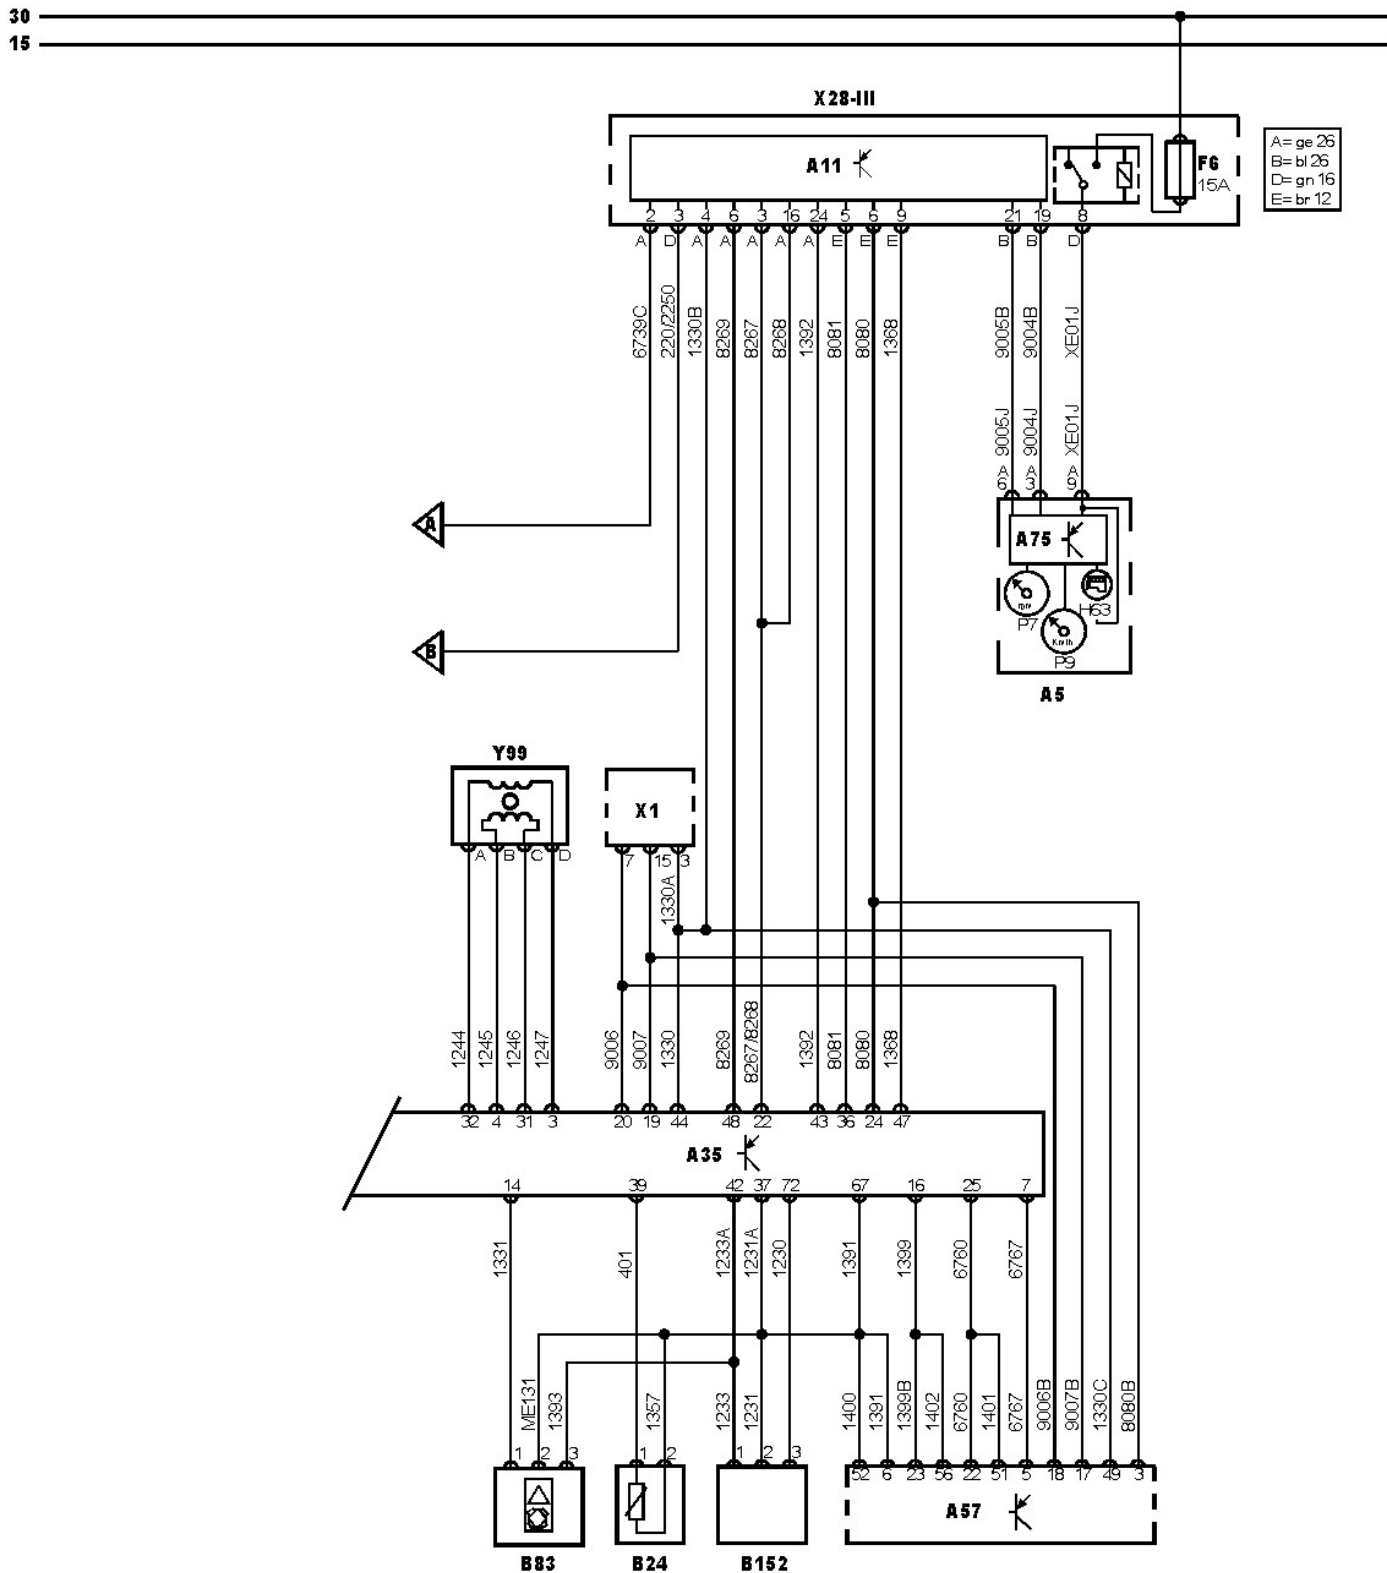 30
15
X28-III
A11
F6
15A
A= ge 26
B= bl 26
D= gn 16
E= br 12
2 3 4 6 3 16 24 5 6 9 21 19 8
A D A A A A A E E E B B D
6739C 220/2250 1330B 8269 8267 8268 1392 8081 8080 1368 9005B 9004B XE01J
9005J 9004J XE01J
A A A
6 3 9
A
A75
rpm
H63
P7
Km/h
B
P9
A5
Y99
X1
A B C D 7 15 3
1330A
1244 1245 1246 1247 9006 9007 1330 8269 8267/8268 1392 8081 8080 1368
32 4 31 3 20 19 44 48 22 43 36 24 47
A35
14 39 42 37 72 67 16 25 7
1331 401 1233A 1231A 1230 1391 1399 6760 6767
ME131 1393 1357 1233 1231 1400 1391 1399B 1402 6760 1401 6767 9006B 9007B 1330C 8080B
1 2 3 1 2 1 2 3
52 6 23 56 22 51 5 18 17 49 3
A57
B83 B24 B152